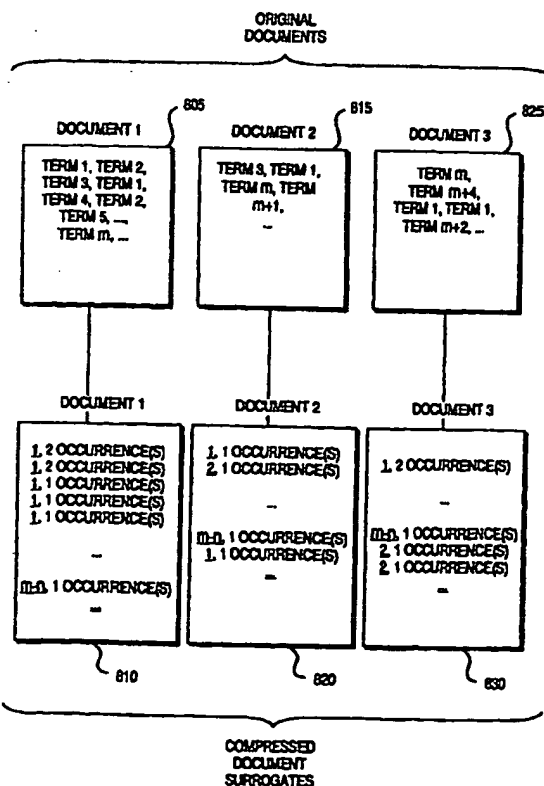 ORIGINAL
DOCUMENTS
805
815
825
DOCUMENT 1
DOCUMENT 2
DOCUMENT 3
TERM 1, TERM 2,
TERM 3, TERM 1,
TERM 4, TERM 2,
TERM 5, ...,
TERM m, ...
TERM 3, TERM 1,
TERM m, TERM
m+1,
...
TERM m,
TERM m+4,
TERM 1, TERM 1,
TERM m+2, ...
DOCUMENT 1
DOCUMENT 2
DOCUMENT 3
1, 2 OCCURRENCE(S)
1, 2 OCCURRENCE(S)
1, 1 OCCURRENCE(S)
1, 1 OCCURRENCE(S)
1, 1 OCCURRENCE(S)
...
m-n, 1 OCCURRENCE(S)
...
1, 1 OCCURRENCE(S)
2, 1 OCCURRENCE(S)
...
m-n, 1 OCCURRENCE(S)
1, 1 OCCURRENCE(S)
...
1, 2 OCCURRENCE(S)
...
m-n, 1 OCCURRENCE(S)
2, 1 OCCURRENCE(S)
2, 1 OCCURRENCE(S)
...
810
820
830
COMPRESSED
DOCUMENT
SURROGATES